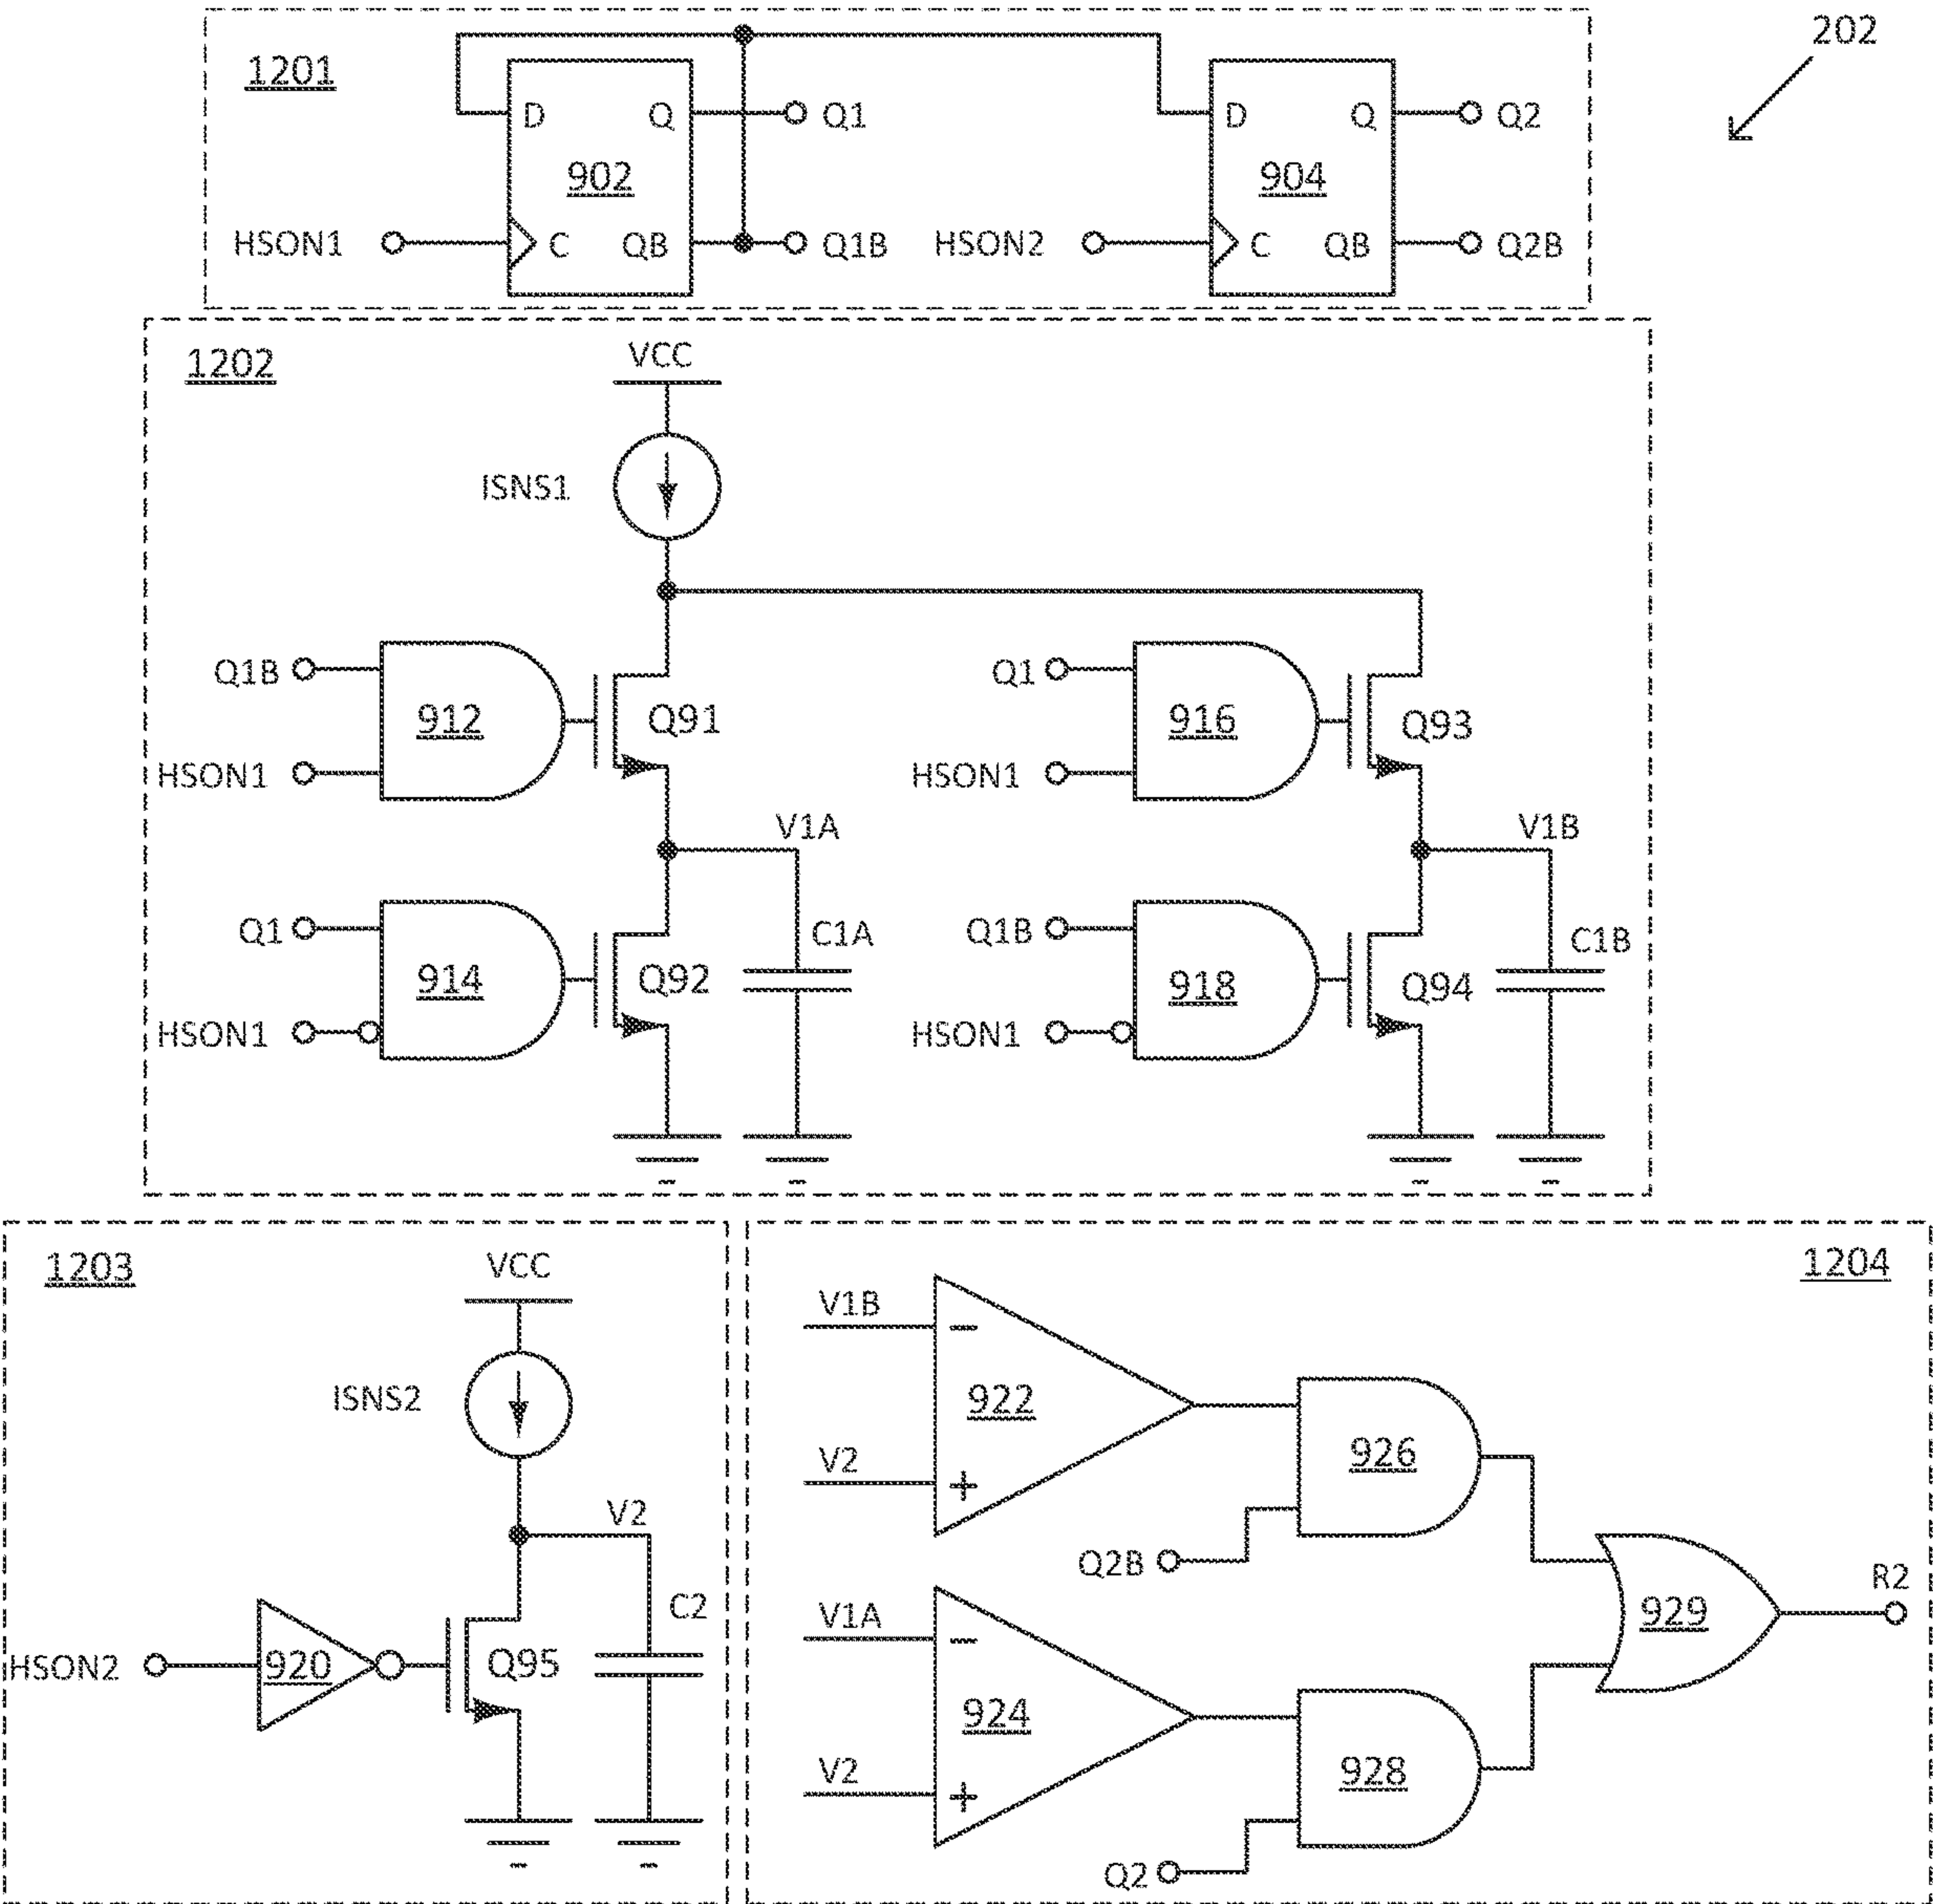 202
1201
D Q Q1
902
HSON1 C QB Q1B
D Q Q2
904
HSON2 C QB Q2B
1202
VCC
ISNS1
Q1B
912
Q91
HSON1
Q1
916
Q93
HSON1
V1A
V1B
Q1
914
Q92
C1A
HSON1
Q1B
918
Q94
C1B
HSON1
1203
VCC
ISNS2
V2
C2
HSON2
920
Q95
1204
V1B
−
922
V2
+
926
Q2B
V1A
−
924
V2
+
928
Q2
929
R2